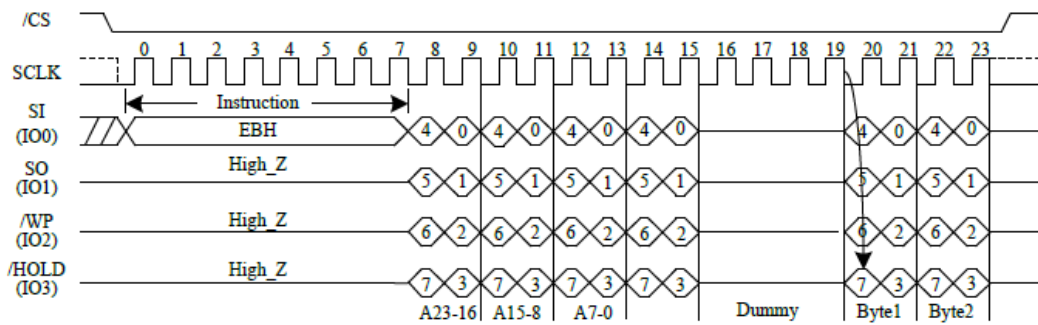 /CS
0 1 2 3 4 5 6 7 8 9 10 11 12 13 14 15 16 17 18 19 20 21 22 23
SCLK
Instruction
SI
(IO0)
EBH
4 0 4 0 4 0 4 0 4 0 4 0
High_Z
SO
(IO1)
5 1 5 1 5 1 5 1 5 1 5 1
High_Z
/WP
(IO2)
6 2 6 2 6 2 6 2 6 2 6 2
High_Z
/HOLD
(IO3)
7 3 7 3 7 3 7 3 7 3 7 3
A23-16 A15-8 A7-0 Dummy Byte1 Byte2